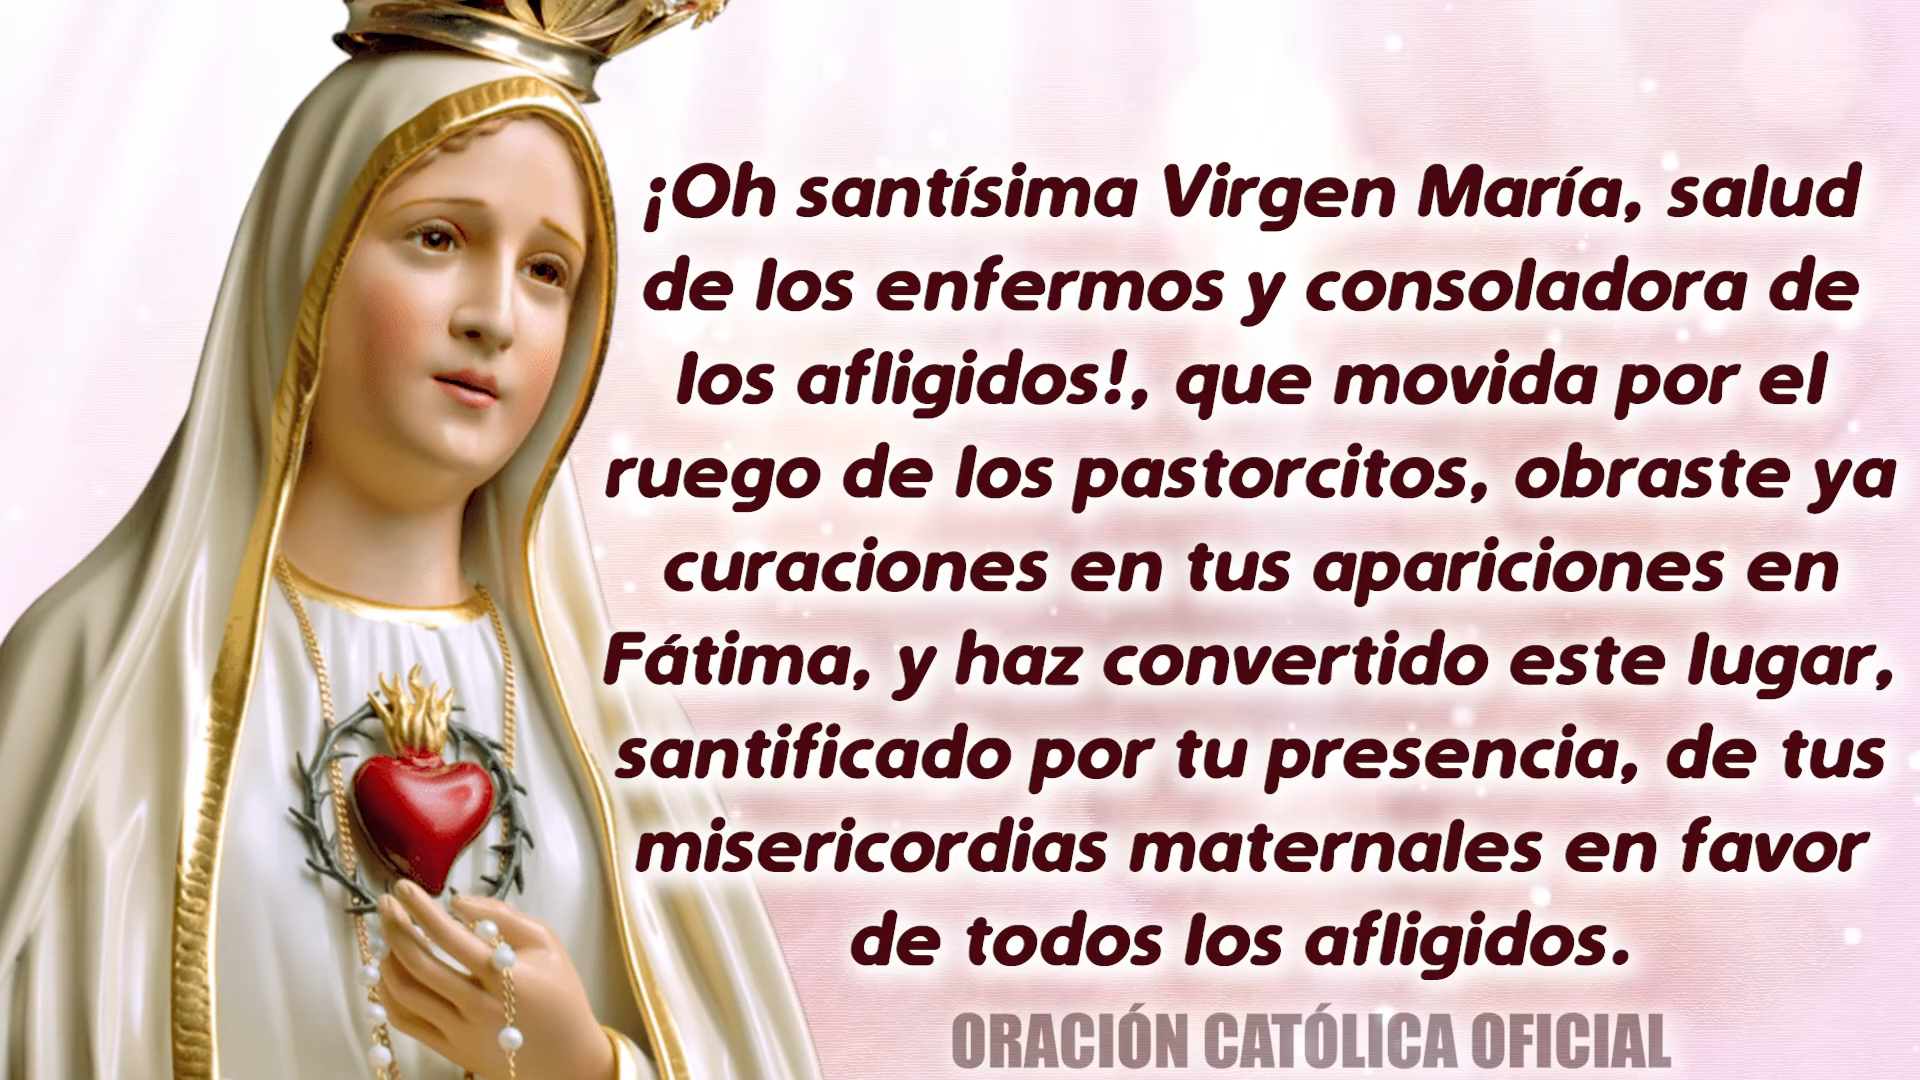 ¡Oh santísima Virgen María, salud
de los enfermos y consoladora de
los afligidos!, que movida por el
ruego de los pastorcitos, obraste ya
curaciones en tus apariciones en
Fátima, y haz convertido este lugar,
santificado por tu presencia, de tus
misericordias maternales en favor
de todos los afligidos.
ORACIÓN CATÓLICA OFICIAL